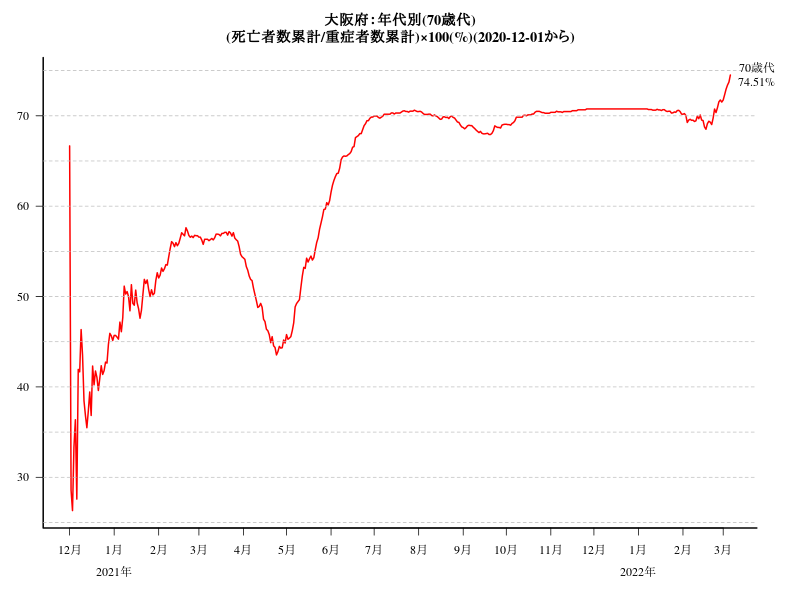 大阪府：年代別(70歳代)
(死亡者数累計/重症者数累計)×100(%)(2020-12-01から)
70歳代
74.51%
70
60
50
40
30
12月 1月 2月 3月 4月 5月 6月 7月 8月 9月 10月 11月 12月 1月 2月 3月
2021年 2022年